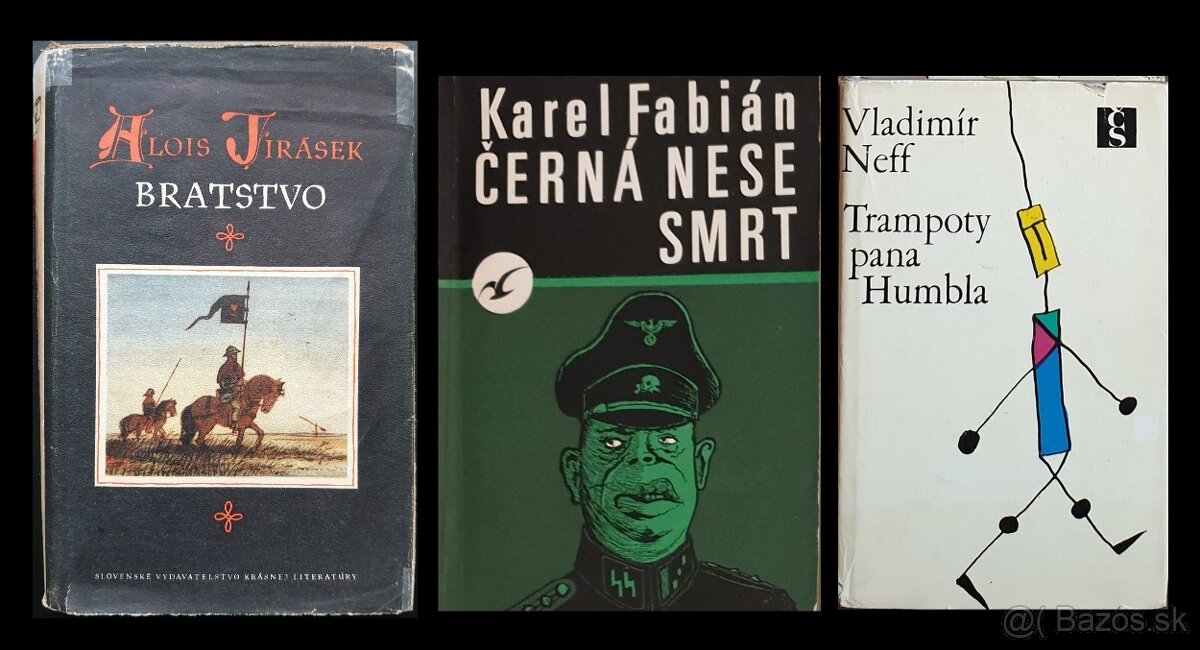 ALOIS JIRÁSEK
BRATSTVO
SLOVENSKÉ VYDAVATEĽSTVO KRÁSNEJ LITERATÚRY
Karel Fabián
ČERNÁ NESE
SMRT
Vladimír
Neff
Trampoty
pana
Humbla
čs
@( Bazos.sk